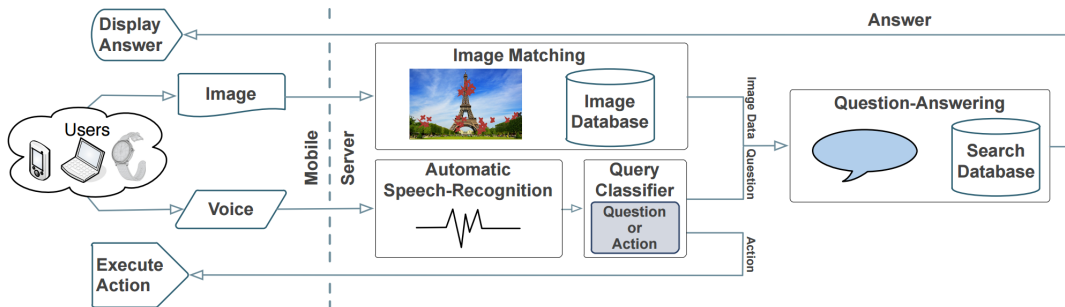 Display
Answer
Answer
Image Matching
Image
Image
Database
Users
Mobile
Server
Image Data
Question
Question-Answering
Search
Database
Automatic
Speech-Recognition
Query
Classifier
Question
or
Action
Voice
Action
Execute
Action